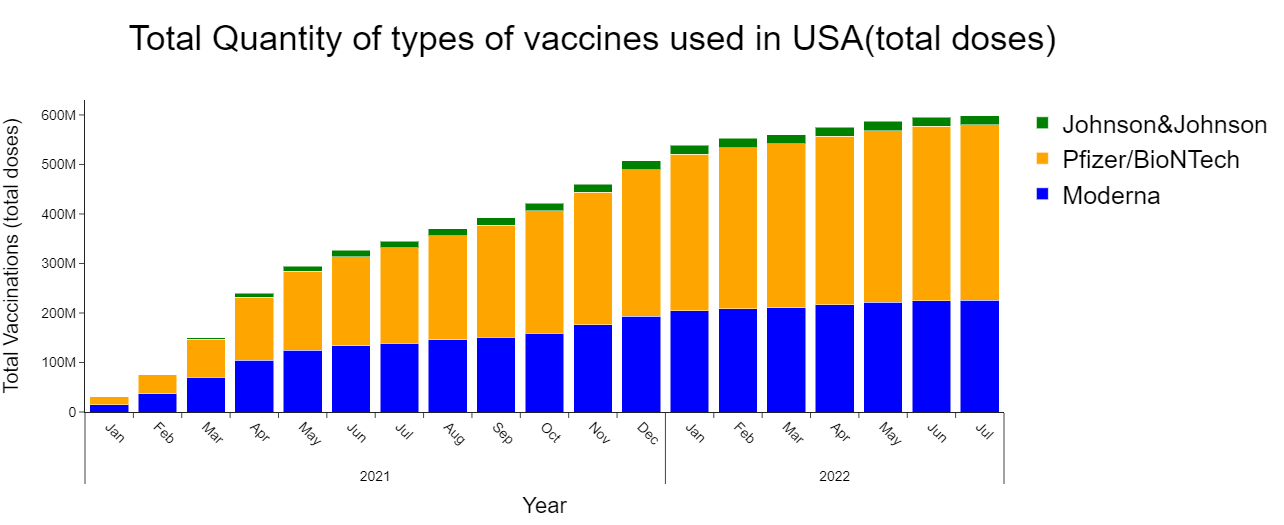 Total Quantity of types of vaccines used in USA(total doses)
Total Vaccinations (total doses)
600M
500M
400M
300M
200M
100M
0
Johnson&Johnson
Pfizer/BioNTech
Moderna
Jan Feb Mar Apr May Jun Jul Aug Sep Oct Nov Dec Jan Feb Mar Apr May Jun Jul
2021 2022
Year